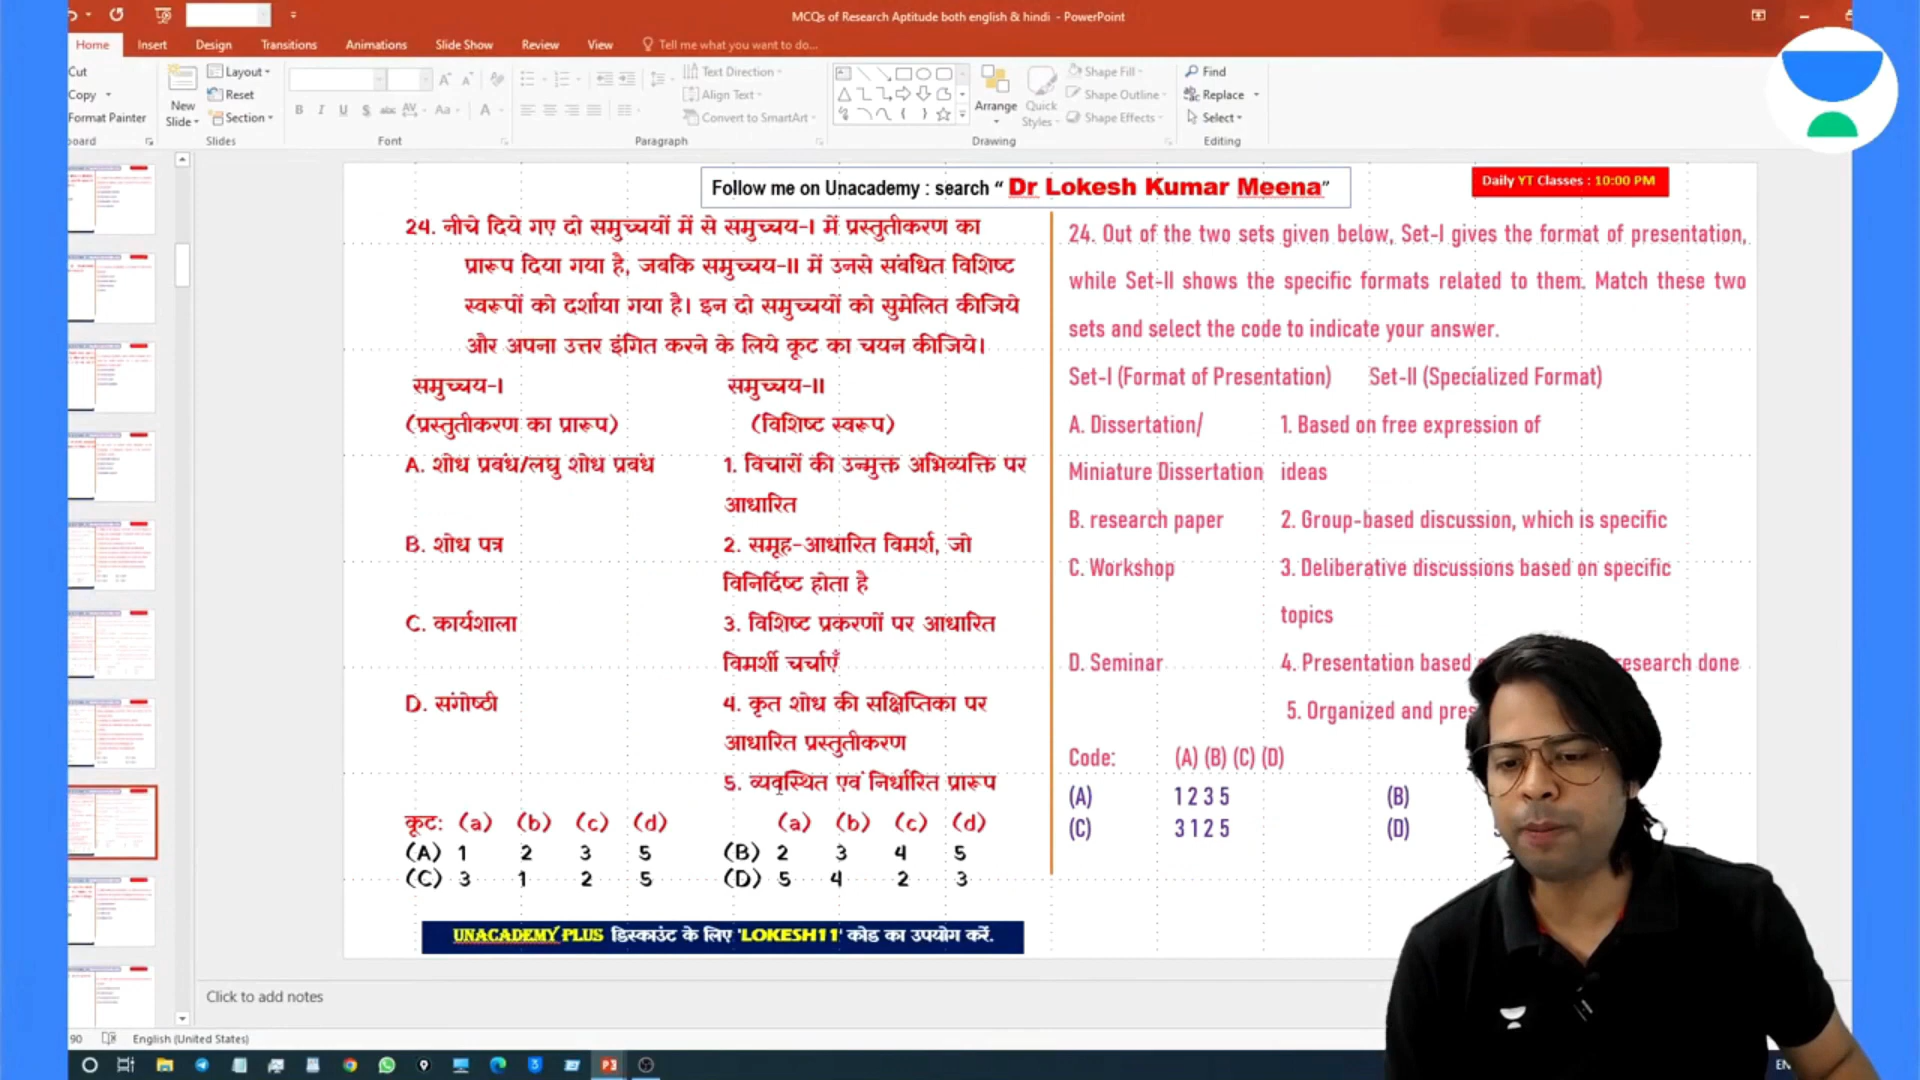 MCQs of Research Aptitude both english & hindi - PowerPoint
Home Insert Design Transitions Animations Slide Show Review View Tell me what you want to do...
Cut
Copy
Format Painter
board
New
Slide
Layout
Reset
Section
Slides
Font
Text Direction
Align Text
Convert to SmartArt
Paragraph
Arrange
Quick
Styles
Shape Fill
Shape Outline
Shape Effects
Drawing
Find
Replace
Select
Editing
Follow me on Unacademy : search “ Dr Lokesh Kumar Meena”
Daily YT Classes : 10:00 PM
24. नीचे दिये गए दो समुच्चयों में से समुच्चय-I में प्रस्तुतीकरण का
प्रारूप दिया गया है, जबकि समुच्चय-II में उनसे संबंधित विशिष्ट
स्वरूपों को दर्शाया गया है। इन दो समुच्चयों को सुमेलित कीजिये
और अपना उत्तर इंगित करने के लिये कूट का चयन कीजिये।
समुच्चय-I समुच्चय-II
(प्रस्तुतीकरण का प्रारूप) (विशिष्ट स्वरूप)
A. शोध प्रबंध/लघु शोध प्रबंध 1. विचारों की उन्मुक्त अभिव्यक्ति पर
आधारित
B. शोध पत्र 2. समूह-आधारित विमर्श, जो
विनिर्दिष्ट होता है
C. कार्यशाला 3. विशिष्ट प्रकरणों पर आधारित
विमर्शी चर्चाएँ
D. संगोष्ठी 4. कृत शोध की सक्षिप्तिका पर
आधारित प्रस्तुतीकरण
5. व्यवस्थित एवं निर्धारित प्रारूप
कूट: (a) (b) (c) (d) (a) (b) (c) (d)
(A) 1 2 3 5 (B) 2 3 4 5
(C) 3 1 2 5 (D) 5 4 2 3
UNACADEMY PLUS डिस्काउंट के लिए 'LOKESH11' कोड का उपयोग करें.
24. Out of the two sets given below, Set-I gives the format of presentation,
while Set-II shows the specific formats related to them. Match these two
sets and select the code to indicate your answer.
Set-I (Format of Presentation) Set-II (Specialized Format)
A. Dissertation/ 1. Based on free expression of
Miniature Dissertation ideas
B. research paper 2. Group-based discussion, which is specific
C. Workshop 3. Deliberative discussions based on specific
topics
D. Seminar 4. Presentation based research done
5. Organized and
Code: (A) (B) (C) (D)
(A) 1 2 3 5 (B)
(C) 3 1 2 5 (D)
Click to add notes
90 English (United States)